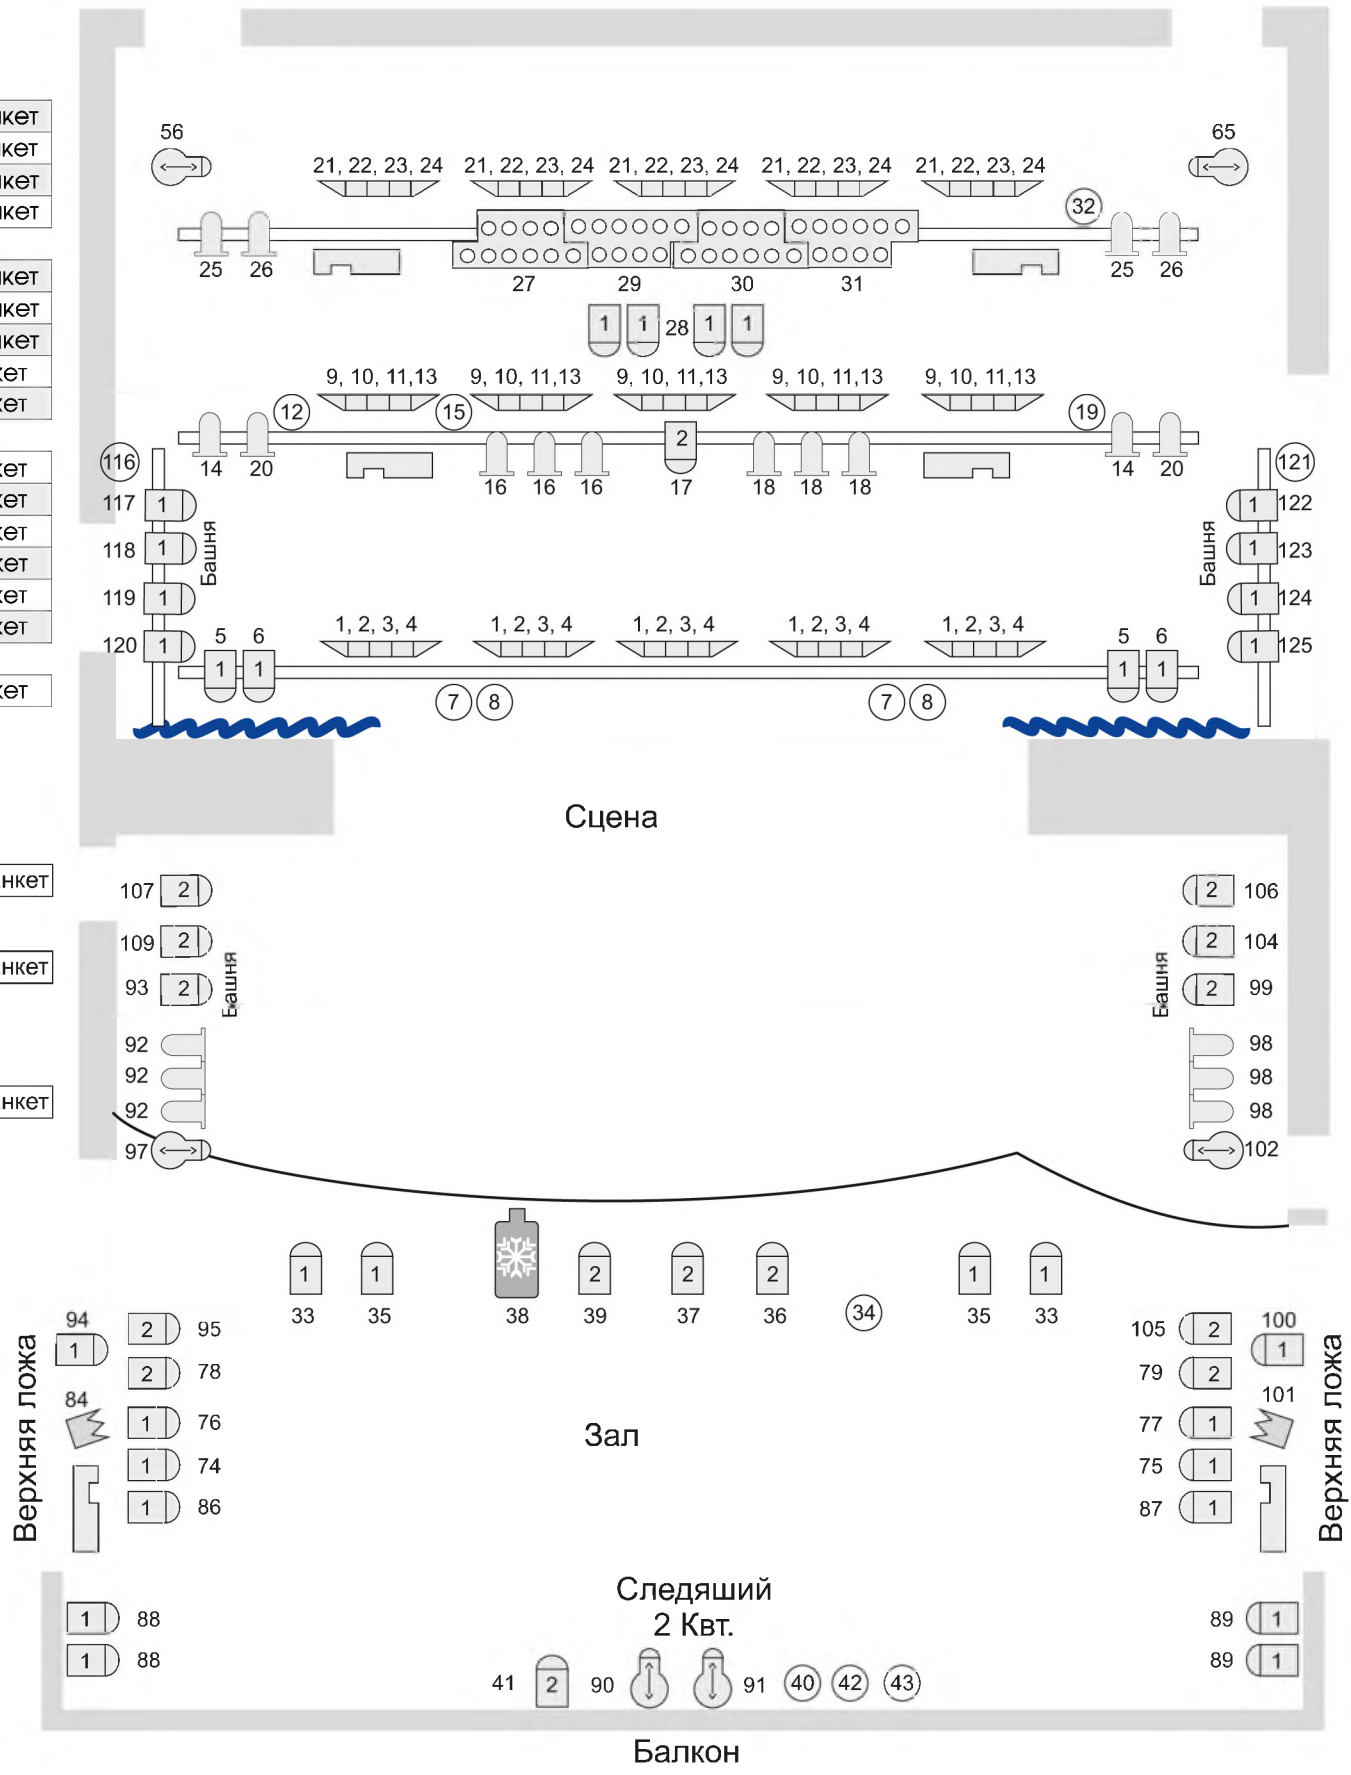 56
65
21, 22, 23, 24 21, 22, 23, 24 21, 22, 23, 24 21, 22, 23, 24 21, 22, 23, 24
32
25 26 25 26
27 29 30 31
1 1 28 1 1
9, 10, 11,13 9, 10, 11,13 9, 10, 11,13 9, 10, 11,13 9, 10, 11,13
12 15 19
2
116 14 20 14 20 121
16 16 16 17 18 18 18
117 1 1 122
Башня Башня
118 1 1 123
119 1 1 124
1, 2, 3, 4 1, 2, 3, 4 1, 2, 3, 4 1, 2, 3, 4 1, 2, 3, 4
120 1 5 6 5 6 1 125
1 1 1 1
7 8 7 8
Сцена
107 2 2 106
109 2 2 104
Башня Башня
93 2 2 99
92 98
92 98
92 98
97 102
1 1 2 2 2 1 1
33 35 38 39 37 36 34 35 33
94 100
2 95 105 2
1 1
2 78 79 2
84 101
Верхняя ложа Верхняя ложа
1 76 77 1
Зал
1 74 75 1
1 86 87 1
Следяший
2 Квт.
1 88 89 1
1 88 89 1
41 2 90 91 40 42 43
Балкон